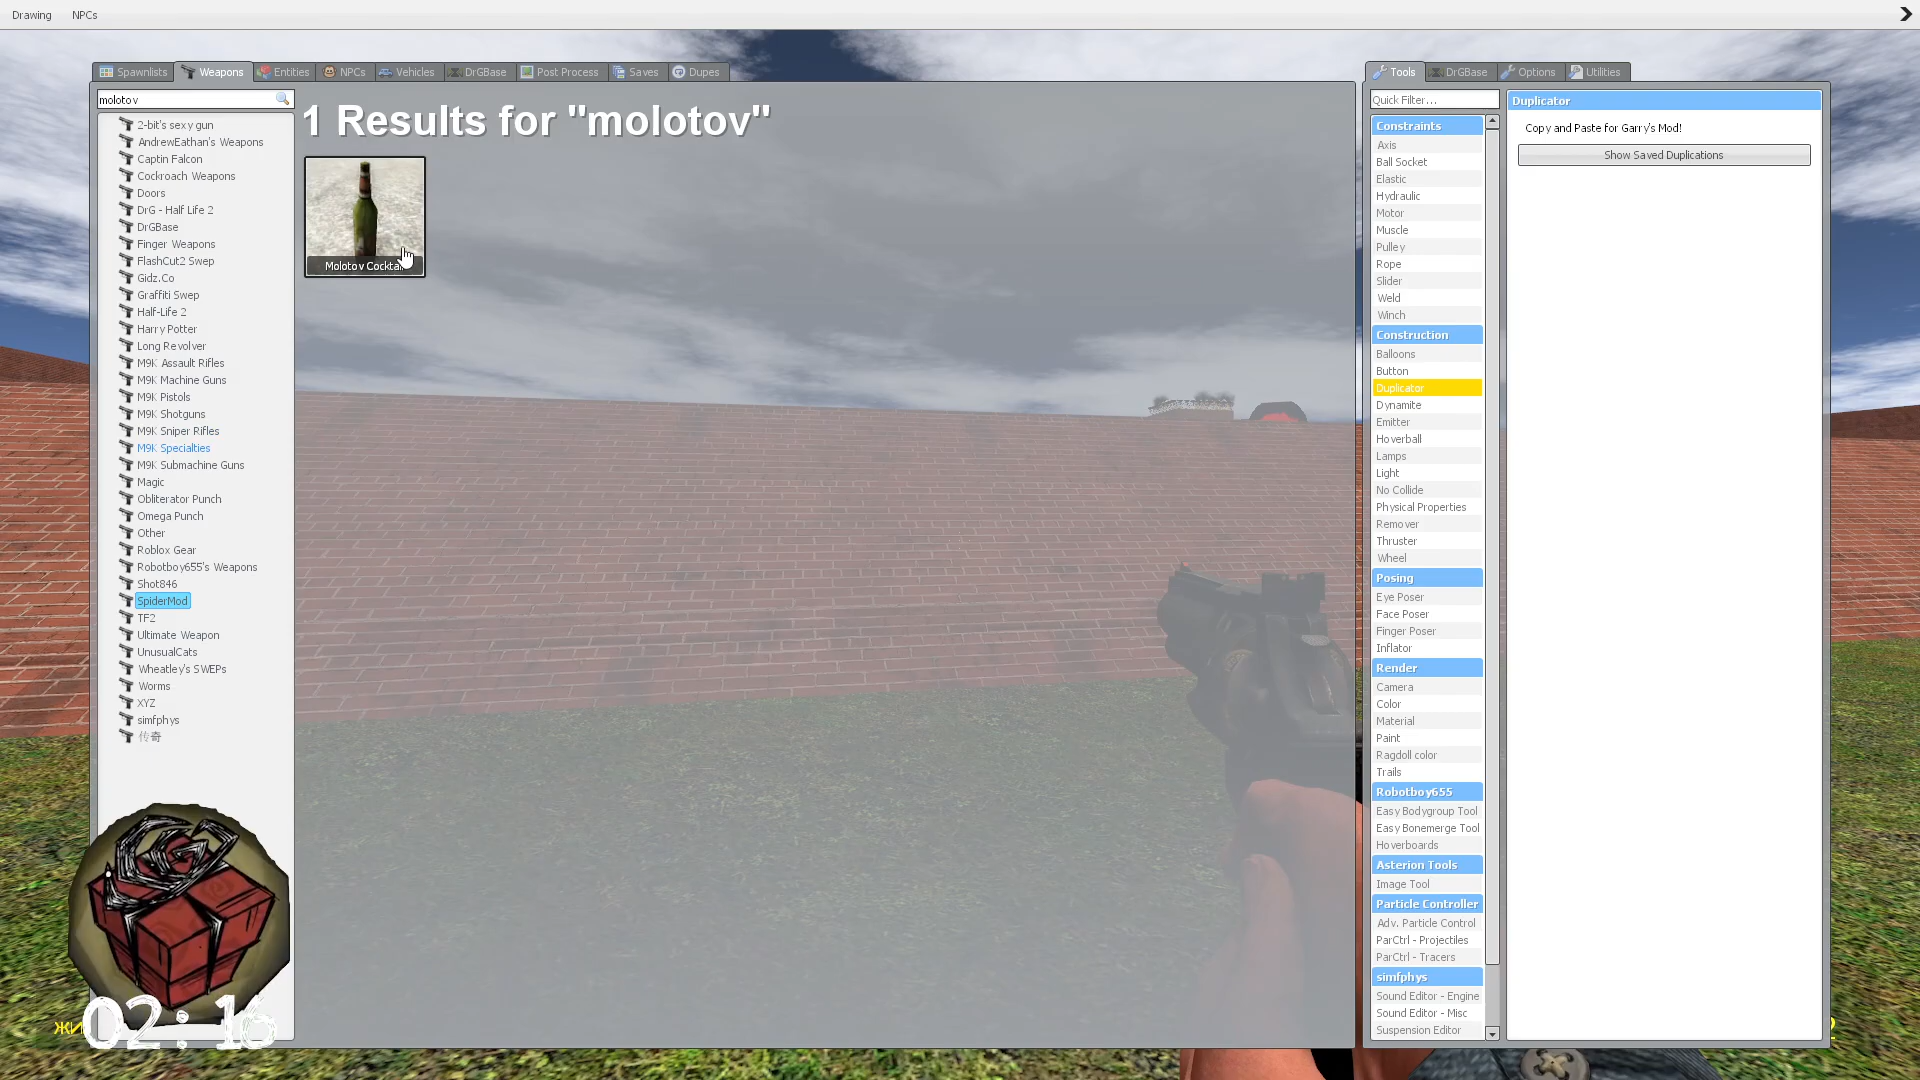 Drawing NPCs
Spawnlists Weapons Entities NPCs Vehicles DrGBase Post Process Saves Dupes
molotov
1 Results for "molotov"
2-bit's sexy gun
AndrewEathan's Weapons
Captin Falcon
Cockroach Weapons
Doors
DrG - Half Life 2
DrGBase
Finger Weapons
FlashCut2 Swep
Gidz.Co
Graffiti Swep
Half-Life 2
Harry Potter
Long Revolver
M9K Assault Rifles
M9K Machine Guns
M9K Pistols
M9K Shotguns
M9K Sniper Rifles
M9K Specialties
M9K Submachine Guns
Magic
Obliterator Punch
Omega Punch
Other
Roblox Gear
Robotboy655's Weapons
Shot846
SpiderMod
TF2
Ultimate Weapon
UnusualCats
Wheatley's SWEPs
Worms
XYZ
simfphys
传奇
02:16
Molotov
Tools DrGBase Options Utilities
Quick Filter...
Constraints
Axis
Ball Socket
Elastic
Hydraulic
Motor
Muscle
Pulley
Rope
Slider
Weld
Winch
Construction
Balloons
Button
Duplicator
Dynamite
Emitter
Hoverball
Lamps
Light
No Collide
Physical Properties
Remover
Thruster
Wheel
Posing
Eye Poser
Face Poser
Finger Poser
Inflator
Render
Camera
Color
Material
Paint
Ragdoll color
Trails
Robotboy655
Easy Bodygroup Tool
Easy Bonemerge Tool
Hoverboards
Asterion Tools
Image Tool
Particle Controller
Adv. Particle Control
ParCtrl - Projectiles
ParCtrl - Tracers
simfphys
Sound Editor - Engine
Sound Editor - Misc
Suspension Editor
Duplicator
Copy and Paste for Garry's Mod!
Show Saved Duplications